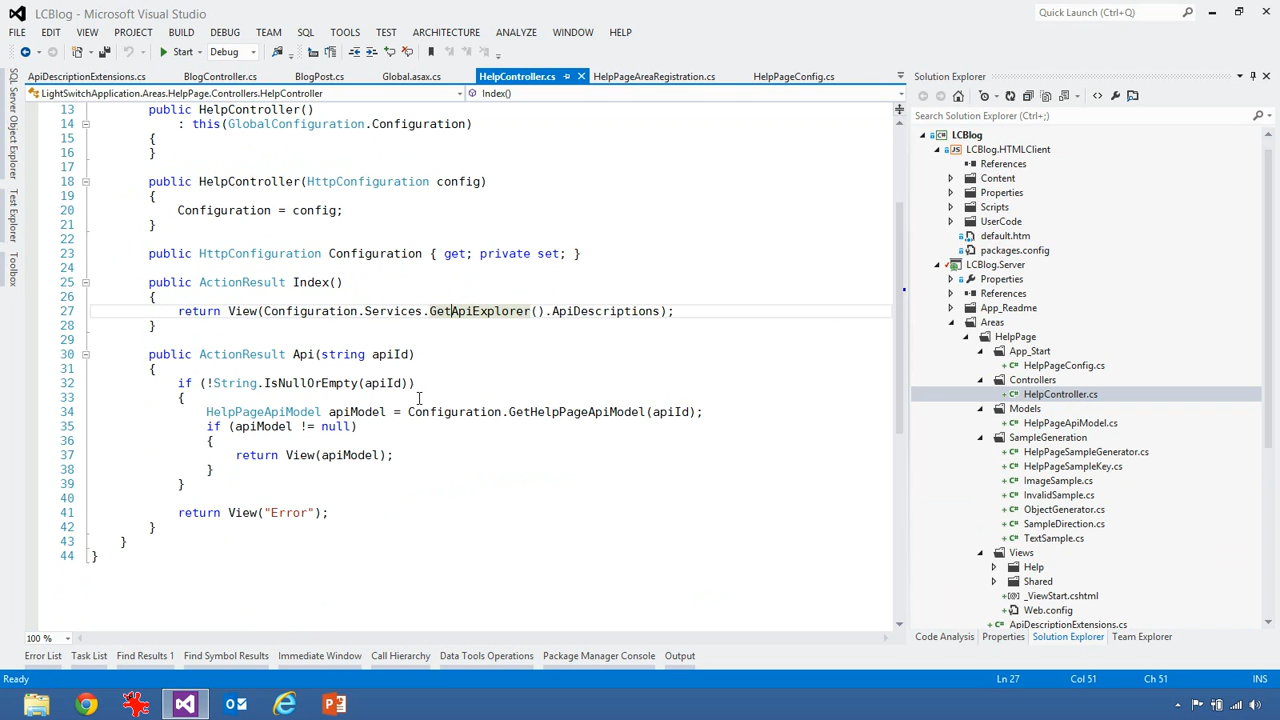 LCBlog - Microsoft Visual Studio
Quick Launch (Ctrl+Q)
FILE EDIT VIEW PROJECT BUILD DEBUG TEAM SQL TOOLS TEST ARCHITECTURE ANALYZE WINDOW HELP
Start Debug
ApiDescriptionExtensions.cs BlogController.cs BlogPost.cs Global.asax.cs HelpController.cs HelpPageAreaRegistration.cs HelpPageConfig.cs
LightSwitchApplication.Areas.HelpPage.Controllers.HelpController Index()
SQL Server Object Explorer
Test Explorer
Toolbox
13 public HelpController()
14 : this(GlobalConfiguration.Configuration)
15 {
16 }
17
18 public HelpController(HttpConfiguration config)
19 {
20 Configuration = config;
21 }
22
23 public HttpConfiguration Configuration { get; private set; }
24
25 public ActionResult Index()
26 {
27 return View(Configuration.Services.GetApiExplorer().ApiDescriptions);
28 }
29
30 public ActionResult Api(string apiId)
31 {
32 if (!String.IsNullOrEmpty(apiId))
33 {
34 HelpPageApiModel apiModel = Configuration.GetHelpPageApiModel(apiId);
35 if (apiModel != null)
36 {
37 return View(apiModel);
38 }
39 }
40
41 return View("Error");
42 }
43 }
44 }
100 %
Solution Explorer
Search Solution Explorer (Ctrl+;)
LCBlog
LCBlog.HTMLClient
References
Content
Properties
Scripts
UserCode
default.htm
packages.config
LCBlog.Server
Properties
References
App_Readme
Areas
HelpPage
App_Start
HelpPageConfig.cs
Controllers
HelpController.cs
Models
HelpPageApiModel.cs
SampleGeneration
HelpPageSampleGenerator.cs
HelpPageSampleKey.cs
ImageSample.cs
InvalidSample.cs
ObjectGenerator.cs
SampleDirection.cs
TextSample.cs
Views
Help
Shared
_ViewStart.cshtml
Web.config
ApiDescriptionExtensions.cs
Code Analysis Properties Solution Explorer Team Explorer
Error List Task List Find Results 1 Find Symbol Results Immediate Window Call Hierarchy Data Tools Operations Package Manager Console Output
Ready Ln 27 Col 51 Ch 51 INS